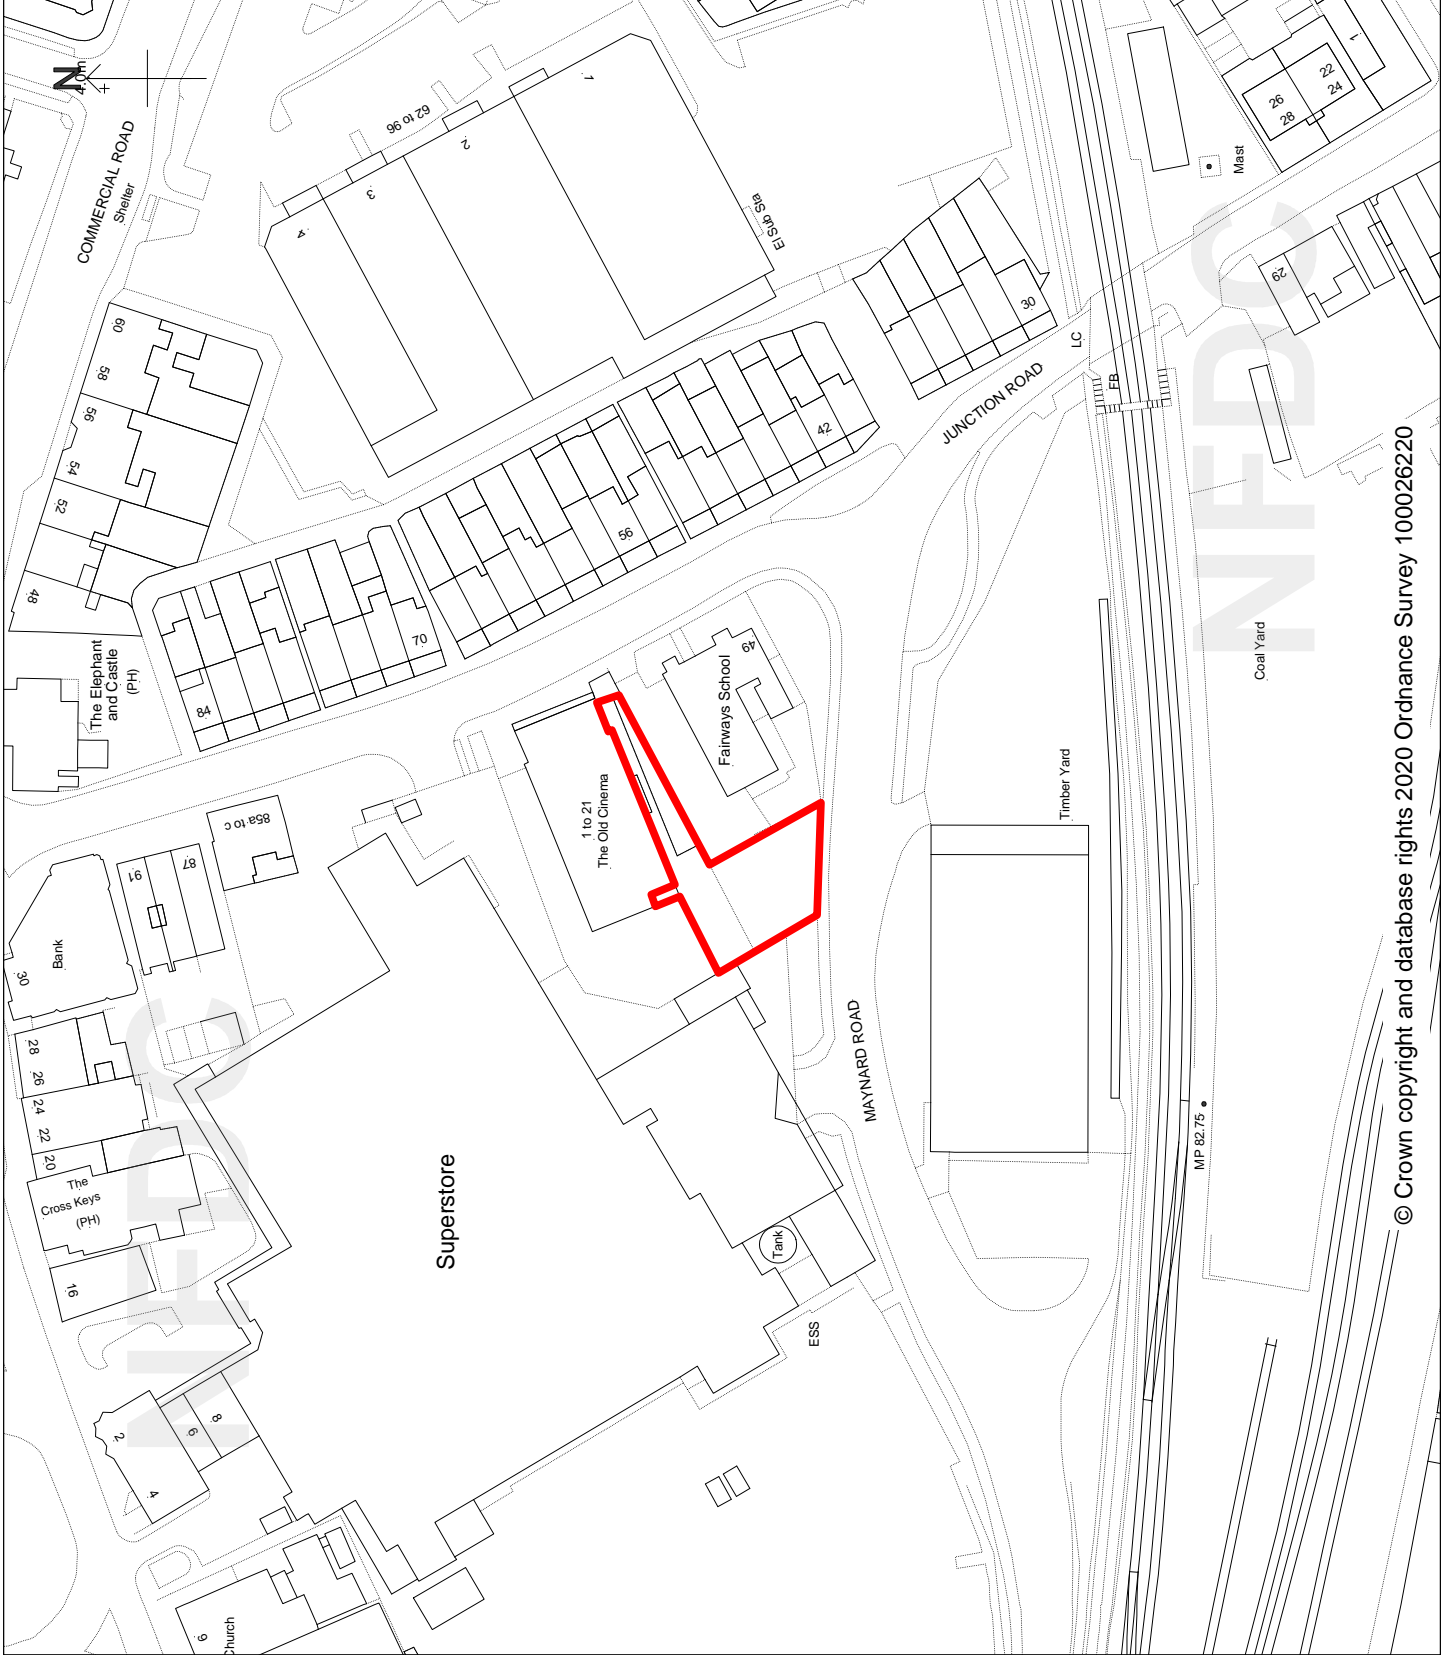 N
4.0m
COMMERCIAL ROAD
Shelter
62 to 96
1
2
3
4
El Sub Sta
60
58
56
54
52
48
The Elephant
and Castle
(PH)
84
70
56
42
30
JUNCTION ROAD
LC
FB
Mast
26
28
22
24
1
29
NFDC
Fairways School
49
1 to 21
The Old Cinema
85a to c
91
87
Bank
30
28
26
24
22
20
The
Cross Keys
(PH)
16
NFDC
2
4
6
8
9
Church
Superstore
Tank
ESS
MAYNARD ROAD
Timber Yard
Coal Yard
MP 82.75
© Crown copyright and database rights 2020 Ordnance Survey 100026220